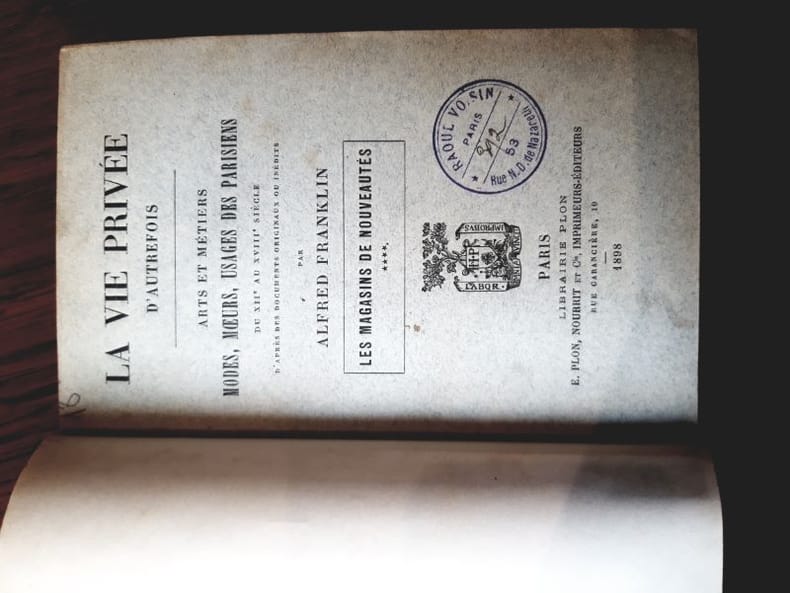 LA VIE PRIVÉE
D'AUTREFOIS
ARTS ET MÉTIERS
MODES, MŒURS, USAGES DES PARISIENS
DU XIIe AU XVIIIe SIÈCLE
D'APRÈS DES DOCUMENTS ORIGINAUX OU INÉDITS
PAR
ALFRED FRANKLIN
LES MAGASINS DE NOUVEAUTÉS
****
RAOUL VOISIN
PARIS
53
Rue N.D. de Nazareth
LABOR
IMPROBUS
PARIS
LIBRAIRIE PLON
E. PLON, NOURRIT ET Cie, IMPRIMEURS-ÉDITEURS
RUE GARANCIÈRE, 10
1898